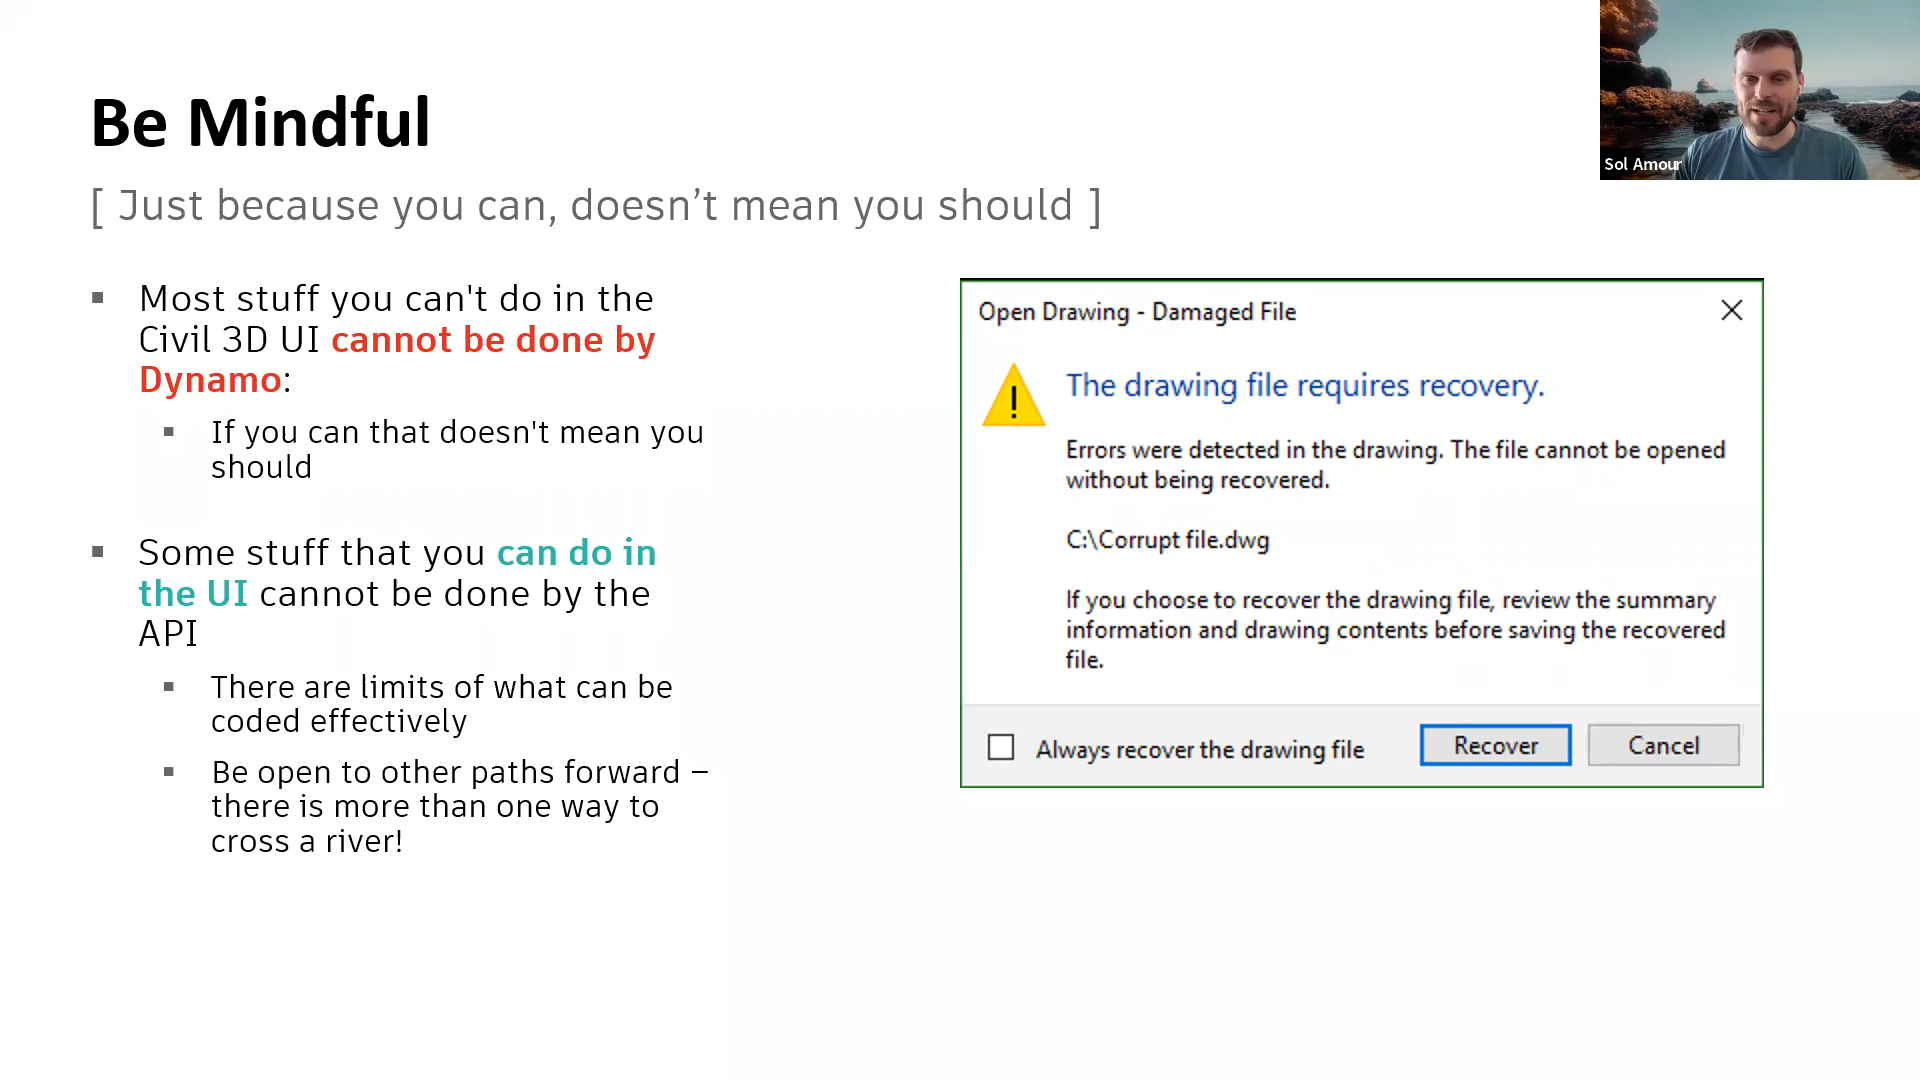 Be Mindful
[ Just because you can, doesn’t mean you should ]
Most stuff you can't do in the
Civil 3D UI cannot be done by
Dynamo:
If you can that doesn't mean you
should
Some stuff that you can do in
the UI cannot be done by the
API
There are limits of what can be
coded effectively
Be open to other paths forward –
there is more than one way to
cross a river!
Sol Amour
Open Drawing - Damaged File
The drawing file requires recovery.
Errors were detected in the drawing. The file cannot be opened
without being recovered.
C:\Corrupt file.dwg
If you choose to recover the drawing file, review the summary
information and drawing contents before saving the recovered
file.
Always recover the drawing file
Recover
Cancel